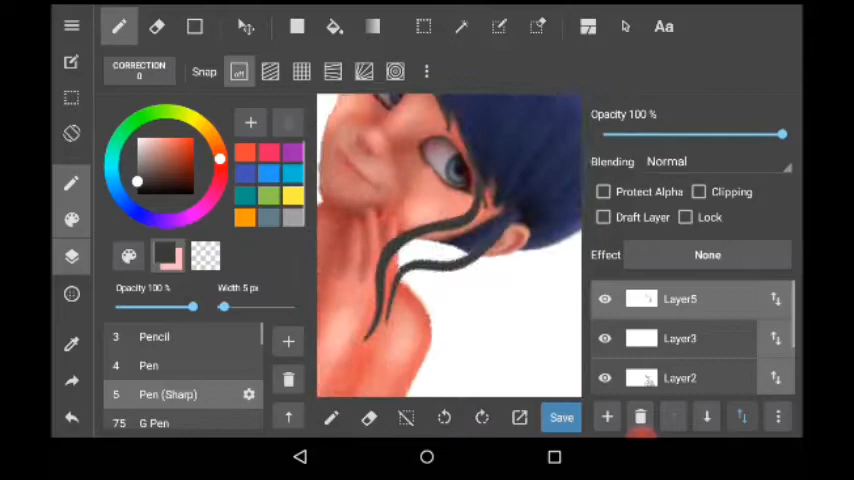 Aa
CORRECTION
0
Snap
off
Opacity 100 %
Blending
Normal
Protect Alpha
Clipping
Draft Layer
Lock
Effect
None
Opacity 100 %
Width 5 px
3 Pencil
4 Pen
5 Pen (Sharp)
75 G Pen
Layer5
Layer3
Layer2
Save